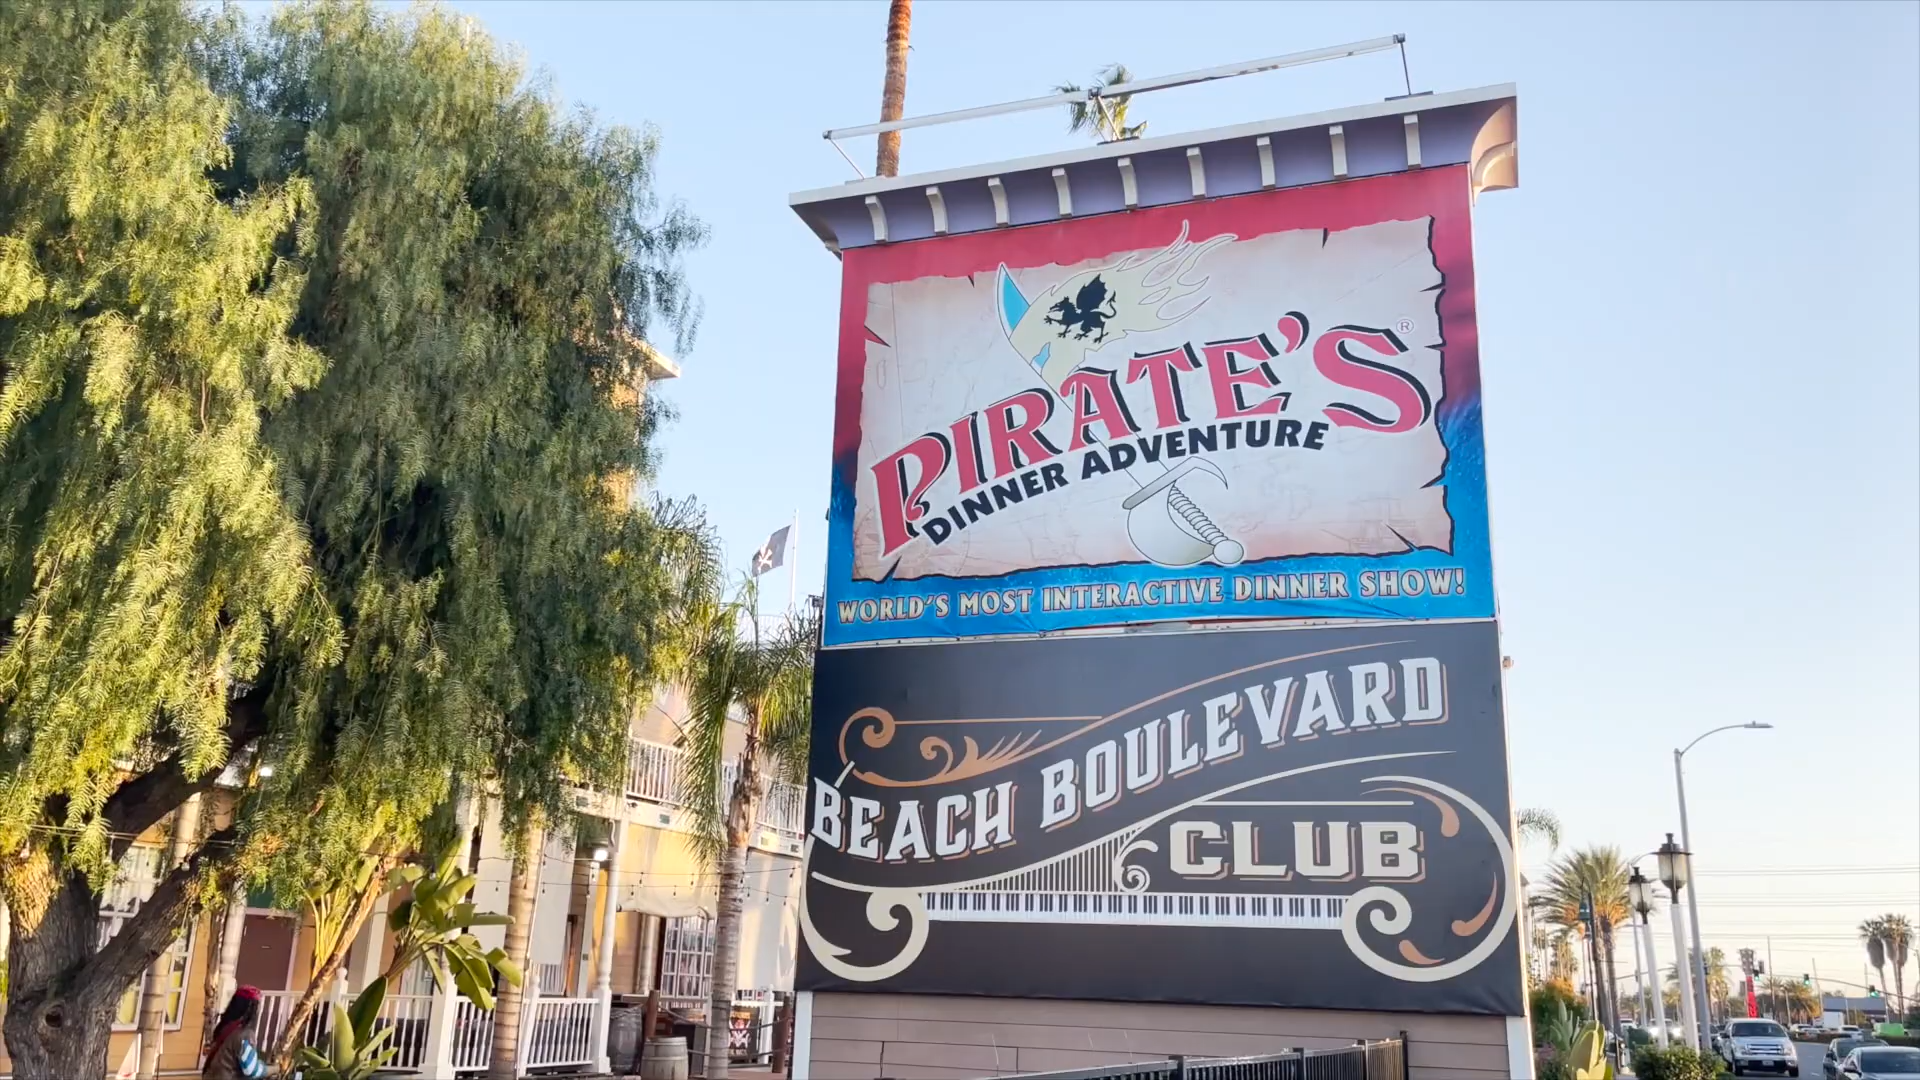 PIRATE'S®
DINNER ADVENTURE
WORLD'S MOST INTERACTIVE DINNER SHOW!
BEACH BOULEVARD
CLUB